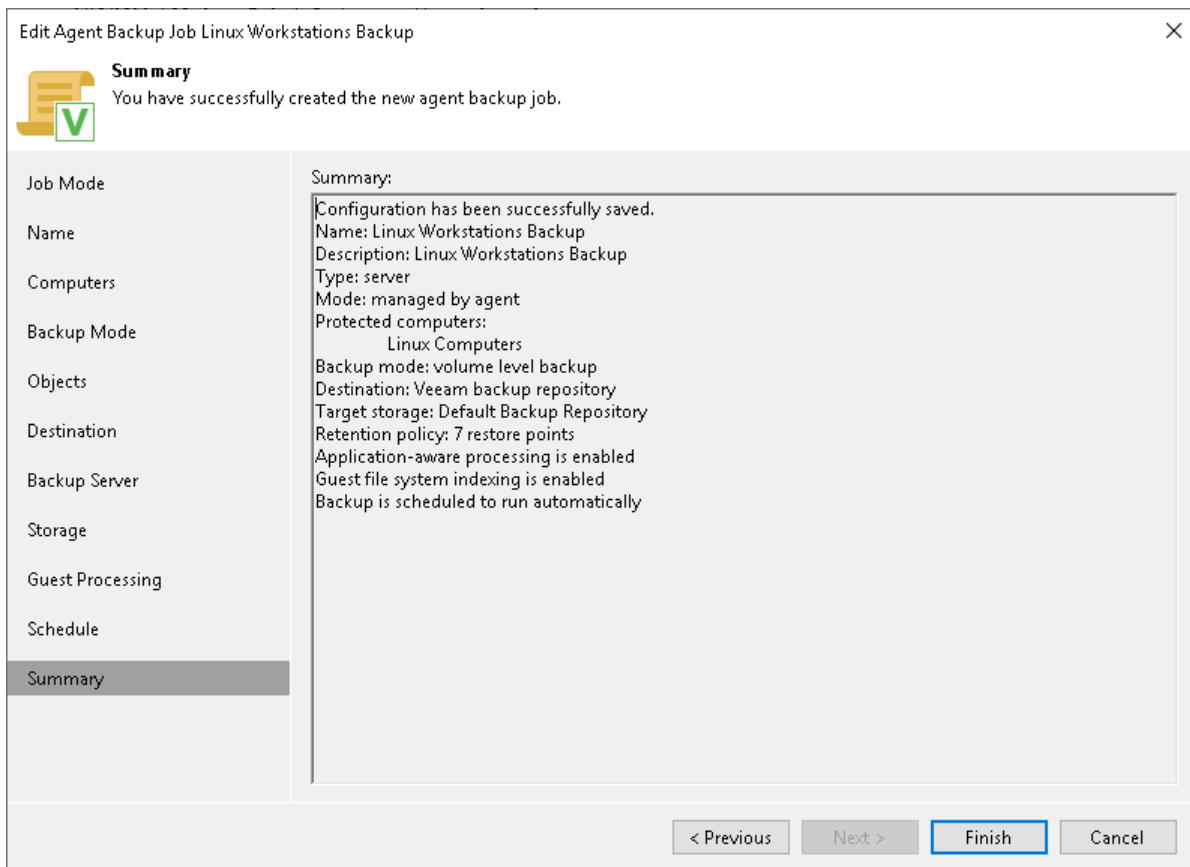 Edit Agent Backup Job Linux Workstations Backup
Summary
You have successfully created the new agent backup job.
Job Mode
Name
Computers
Backup Mode
Objects
Destination
Backup Server
Storage
Guest Processing
Schedule
Summary
Summary:
Configuration has been successfully saved.
Name: Linux Workstations Backup
Description: Linux Workstations Backup
Type: server
Mode: managed by agent
Protected computers:
Linux Computers
Backup mode: volume level backup
Destination: Veeam backup repository
Target storage: Default Backup Repository
Retention policy: 7 restore points
Application-aware processing is enabled
Guest file system indexing is enabled
Backup is scheduled to run automatically
< Previous
Next >
Finish
Cancel